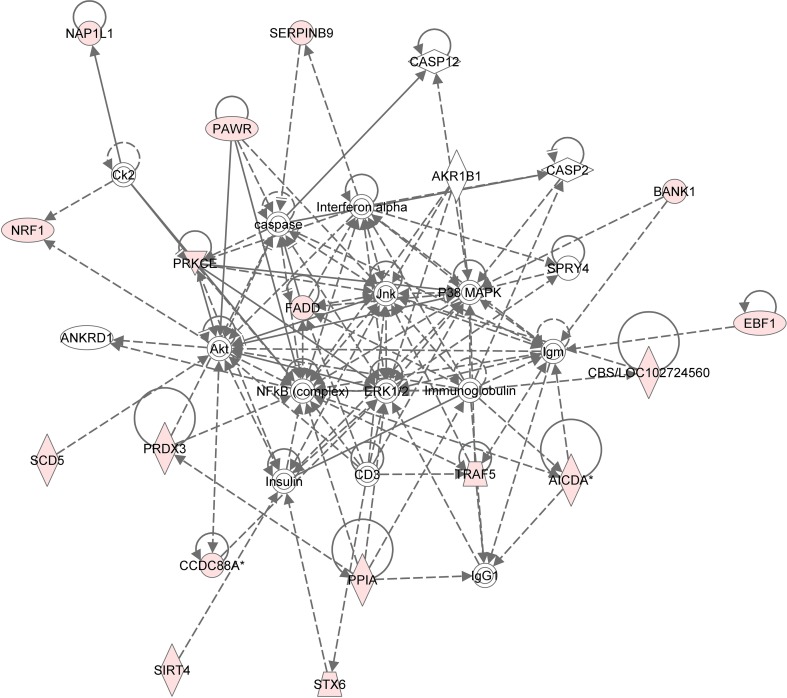 NAP1L1
SERPINB9
CASP12
PAWR
Ck2
AKR1B1
CASP2
BANK1
Interferon alpha
caspase
NRF1
PRKCE
SPRY4
Jnk
P38 MAPK
FADD
EBF1
ANKRD1
Akt
Igm
CBS/LOC102724560
NFkB (complex)
ERK1/2
Immunoglobulin
SCD5
PRDX3
Insulin
CD3
TRAF5
AICDA*
CCDC88A*
PPIA
IgG1
SIRT4
STX6